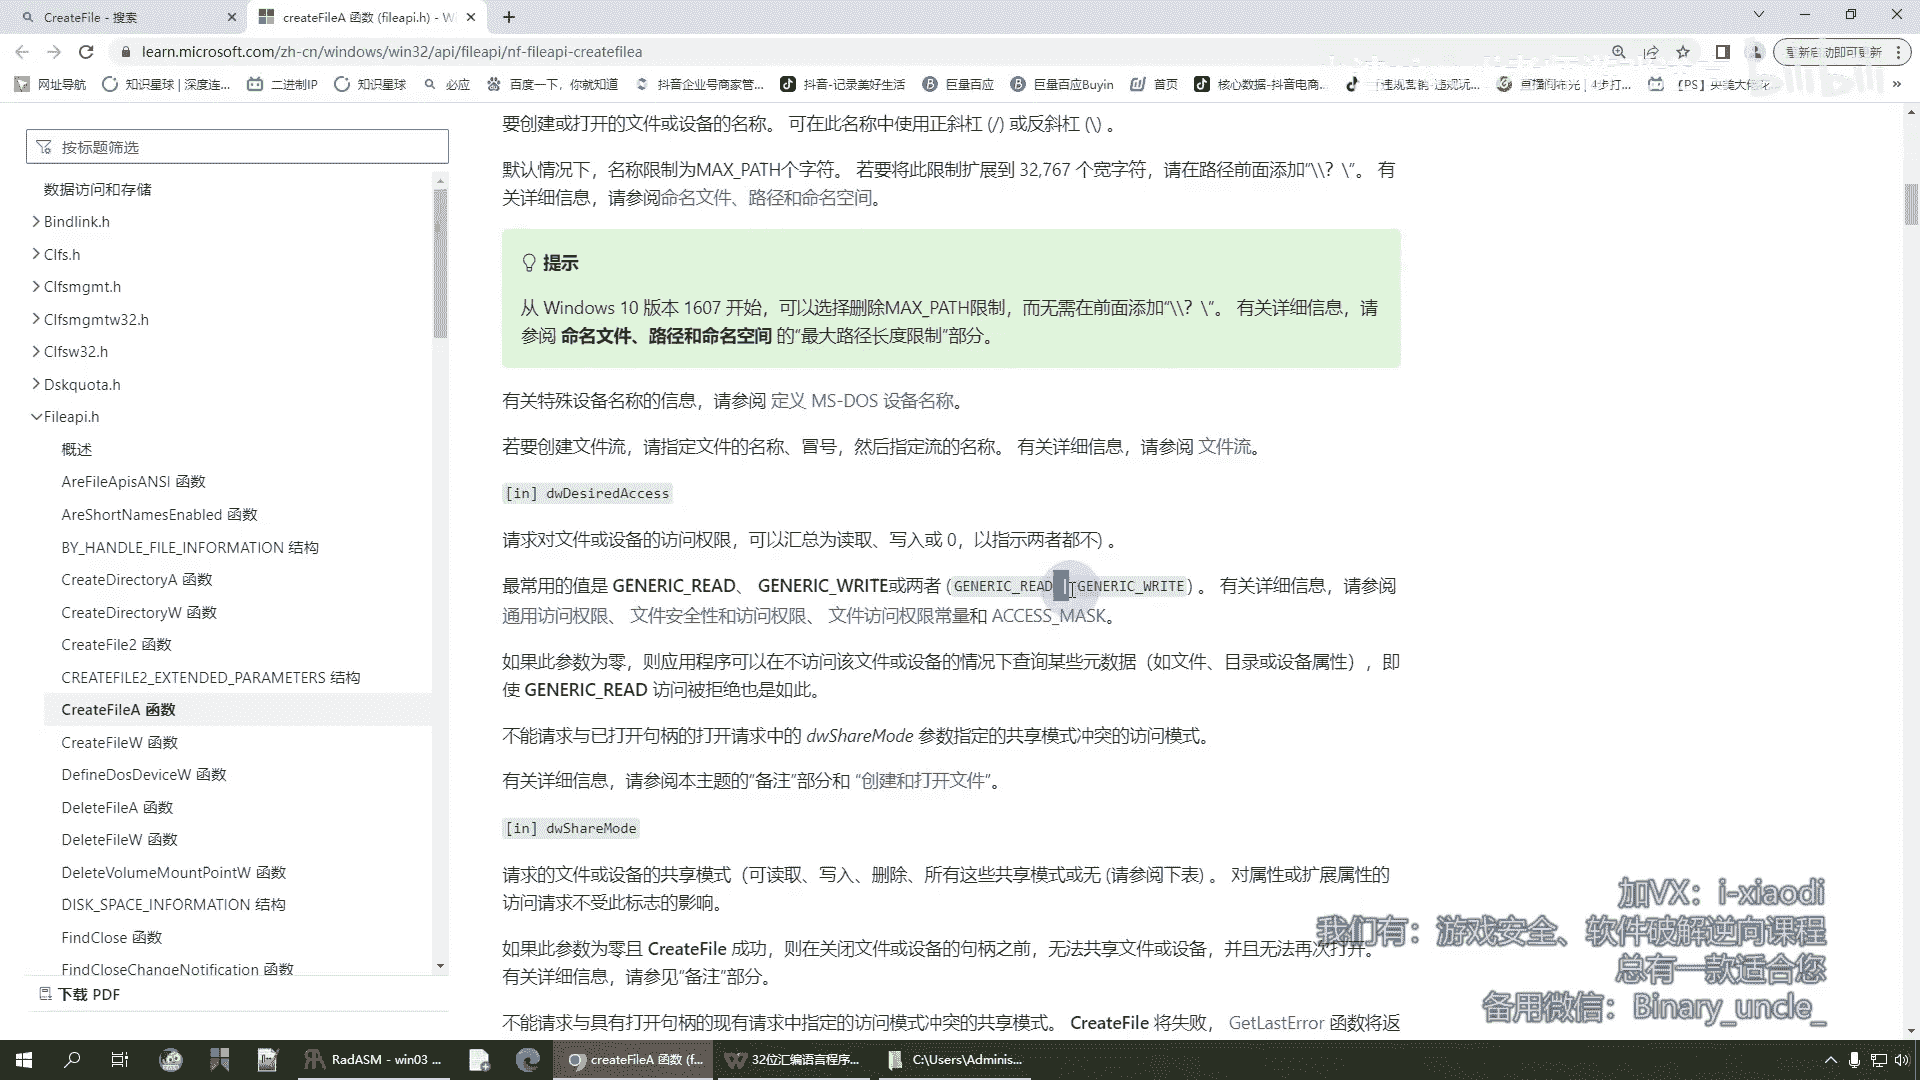 CreateFile - 搜索
createFileA 函数 (fileapi.h) - W
learn.microsoft.com/zh-cn/windows/win32/api/fileapi/nf-fileapi-createfilea
重新启动即可更新
网址导航
知识星球 | 深度连...
二进制IP
知识星球
必应
百度一下，你就知道
抖音企业号商家管...
抖音-记录美好生活
巨量百应
巨量百应Buyin
首页
核心数据-抖音电商...
按标题筛选
数据访问和存储
Bindlink.h
Clfs.h
Clfsmgmt.h
Clfsmgmtw32.h
Clfsw32.h
Dskquota.h
Fileapi.h
概述
AreFileApisANSI 函数
AreShortNamesEnabled 函数
BY_HANDLE_FILE_INFORMATION 结构
CreateDirectoryA 函数
CreateDirectoryW 函数
CreateFile2 函数
CREATEFILE2_EXTENDED_PARAMETERS 结构
CreateFileA 函数
CreateFileW 函数
DefineDosDeviceW 函数
DeleteFileA 函数
DeleteFileW 函数
DeleteVolumeMountPointW 函数
DISK_SPACE_INFORMATION 结构
FindClose 函数
FindCloseChangeNotification 函数
下载 PDF
要创建或打开的文件或设备的名称。 可在此名称中使用正斜杠 (/) 或反斜杠 (\) 。
默认情况下，名称限制为MAX_PATH个字符。 若要将此限制扩展到 32,767 个宽字符，请在路径前面添加“\\？\”。 有
关详细信息，请参阅命名文件、路径和命名空间。
提示
从 Windows 10 版本 1607 开始，可以选择删除MAX_PATH限制，而无需在前面添加“\\？\”。 有关详细信息，请
参阅 命名文件、路径和命名空间 的“最大路径长度限制”部分。
有关特殊设备名称的信息，请参阅 定义 MS-DOS 设备名称。
若要创建文件流，请指定文件的名称、冒号，然后指定流的名称。 有关详细信息，请参阅 文件流。
[in] dwDesiredAccess
请求对文件或设备的访问权限，可以汇总为读取、写入或 0，以指示两者都不) 。
最常用的值是 GENERIC_READ、 GENERIC_WRITE或两者 (GENERIC_READ | GENERIC_WRITE) 。 有关详细信息，请参阅
通用访问权限、 文件安全性和访问权限、 文件访问权限常量和 ACCESS_MASK。
如果此参数为零，则应用程序可以在不访问该文件或设备的情况下查询某些元数据（如文件、目录或设备属性），即
使 GENERIC_READ 访问被拒绝也是如此。
不能请求与已打开句柄的打开请求中的 dwShareMode 参数指定的共享模式冲突的访问模式。
有关详细信息，请参阅本主题的“备注”部分和 “创建和打开文件”。
[in] dwShareMode
请求的文件或设备的共享模式（可读取、写入、删除、所有这些共享模式或无 (请参阅下表) 。 对属性或扩展属性的
访问请求不受此标志的影响。
如果此参数为零且 CreateFile 成功，则在关闭文件或设备的句柄之前，无法共享文件或设备，并且无法再次打开。
有关详细信息，请参见“备注”部分。
不能请求与具有打开句柄的现有请求中指定的访问模式冲突的共享模式。 CreateFile 将失败， GetLastError 函数将返
加VX：i-xiaodi
我们有：游戏安全、软件破解逆向课程
总有一款适合您
备用微信：Binary_uncle_
RadASM - win03 ...
createFileA 函数 (f...
32位汇编语言程序...
C:\Users\Adminis...